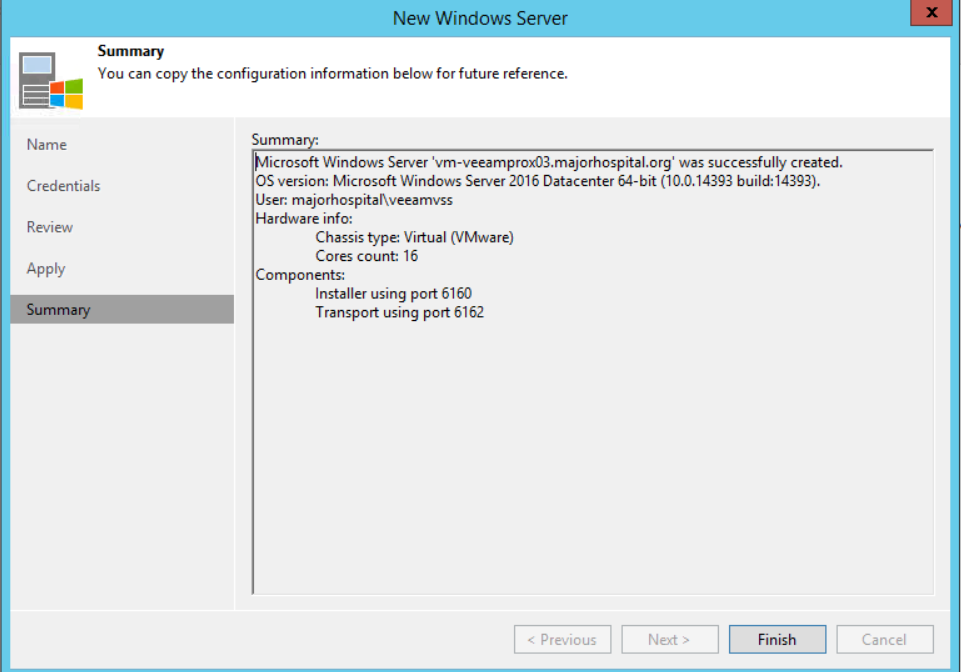 New Windows Server
x
Summary
You can copy the configuration information below for future reference.
Name
Credentials
Review
Apply
Summary
Summary:
Microsoft Windows Server 'vm-veeamprox03.majorhospital.org' was successfully created.
OS version: Microsoft Windows Server 2016 Datacenter 64-bit (10.0.14393 build:14393).
User: majorhospital\veeamvss
Hardware info:
Chassis type: Virtual (VMware)
Cores count: 16
Components:
Installer using port 6160
Transport using port 6162
< Previous
Next >
Finish
Cancel